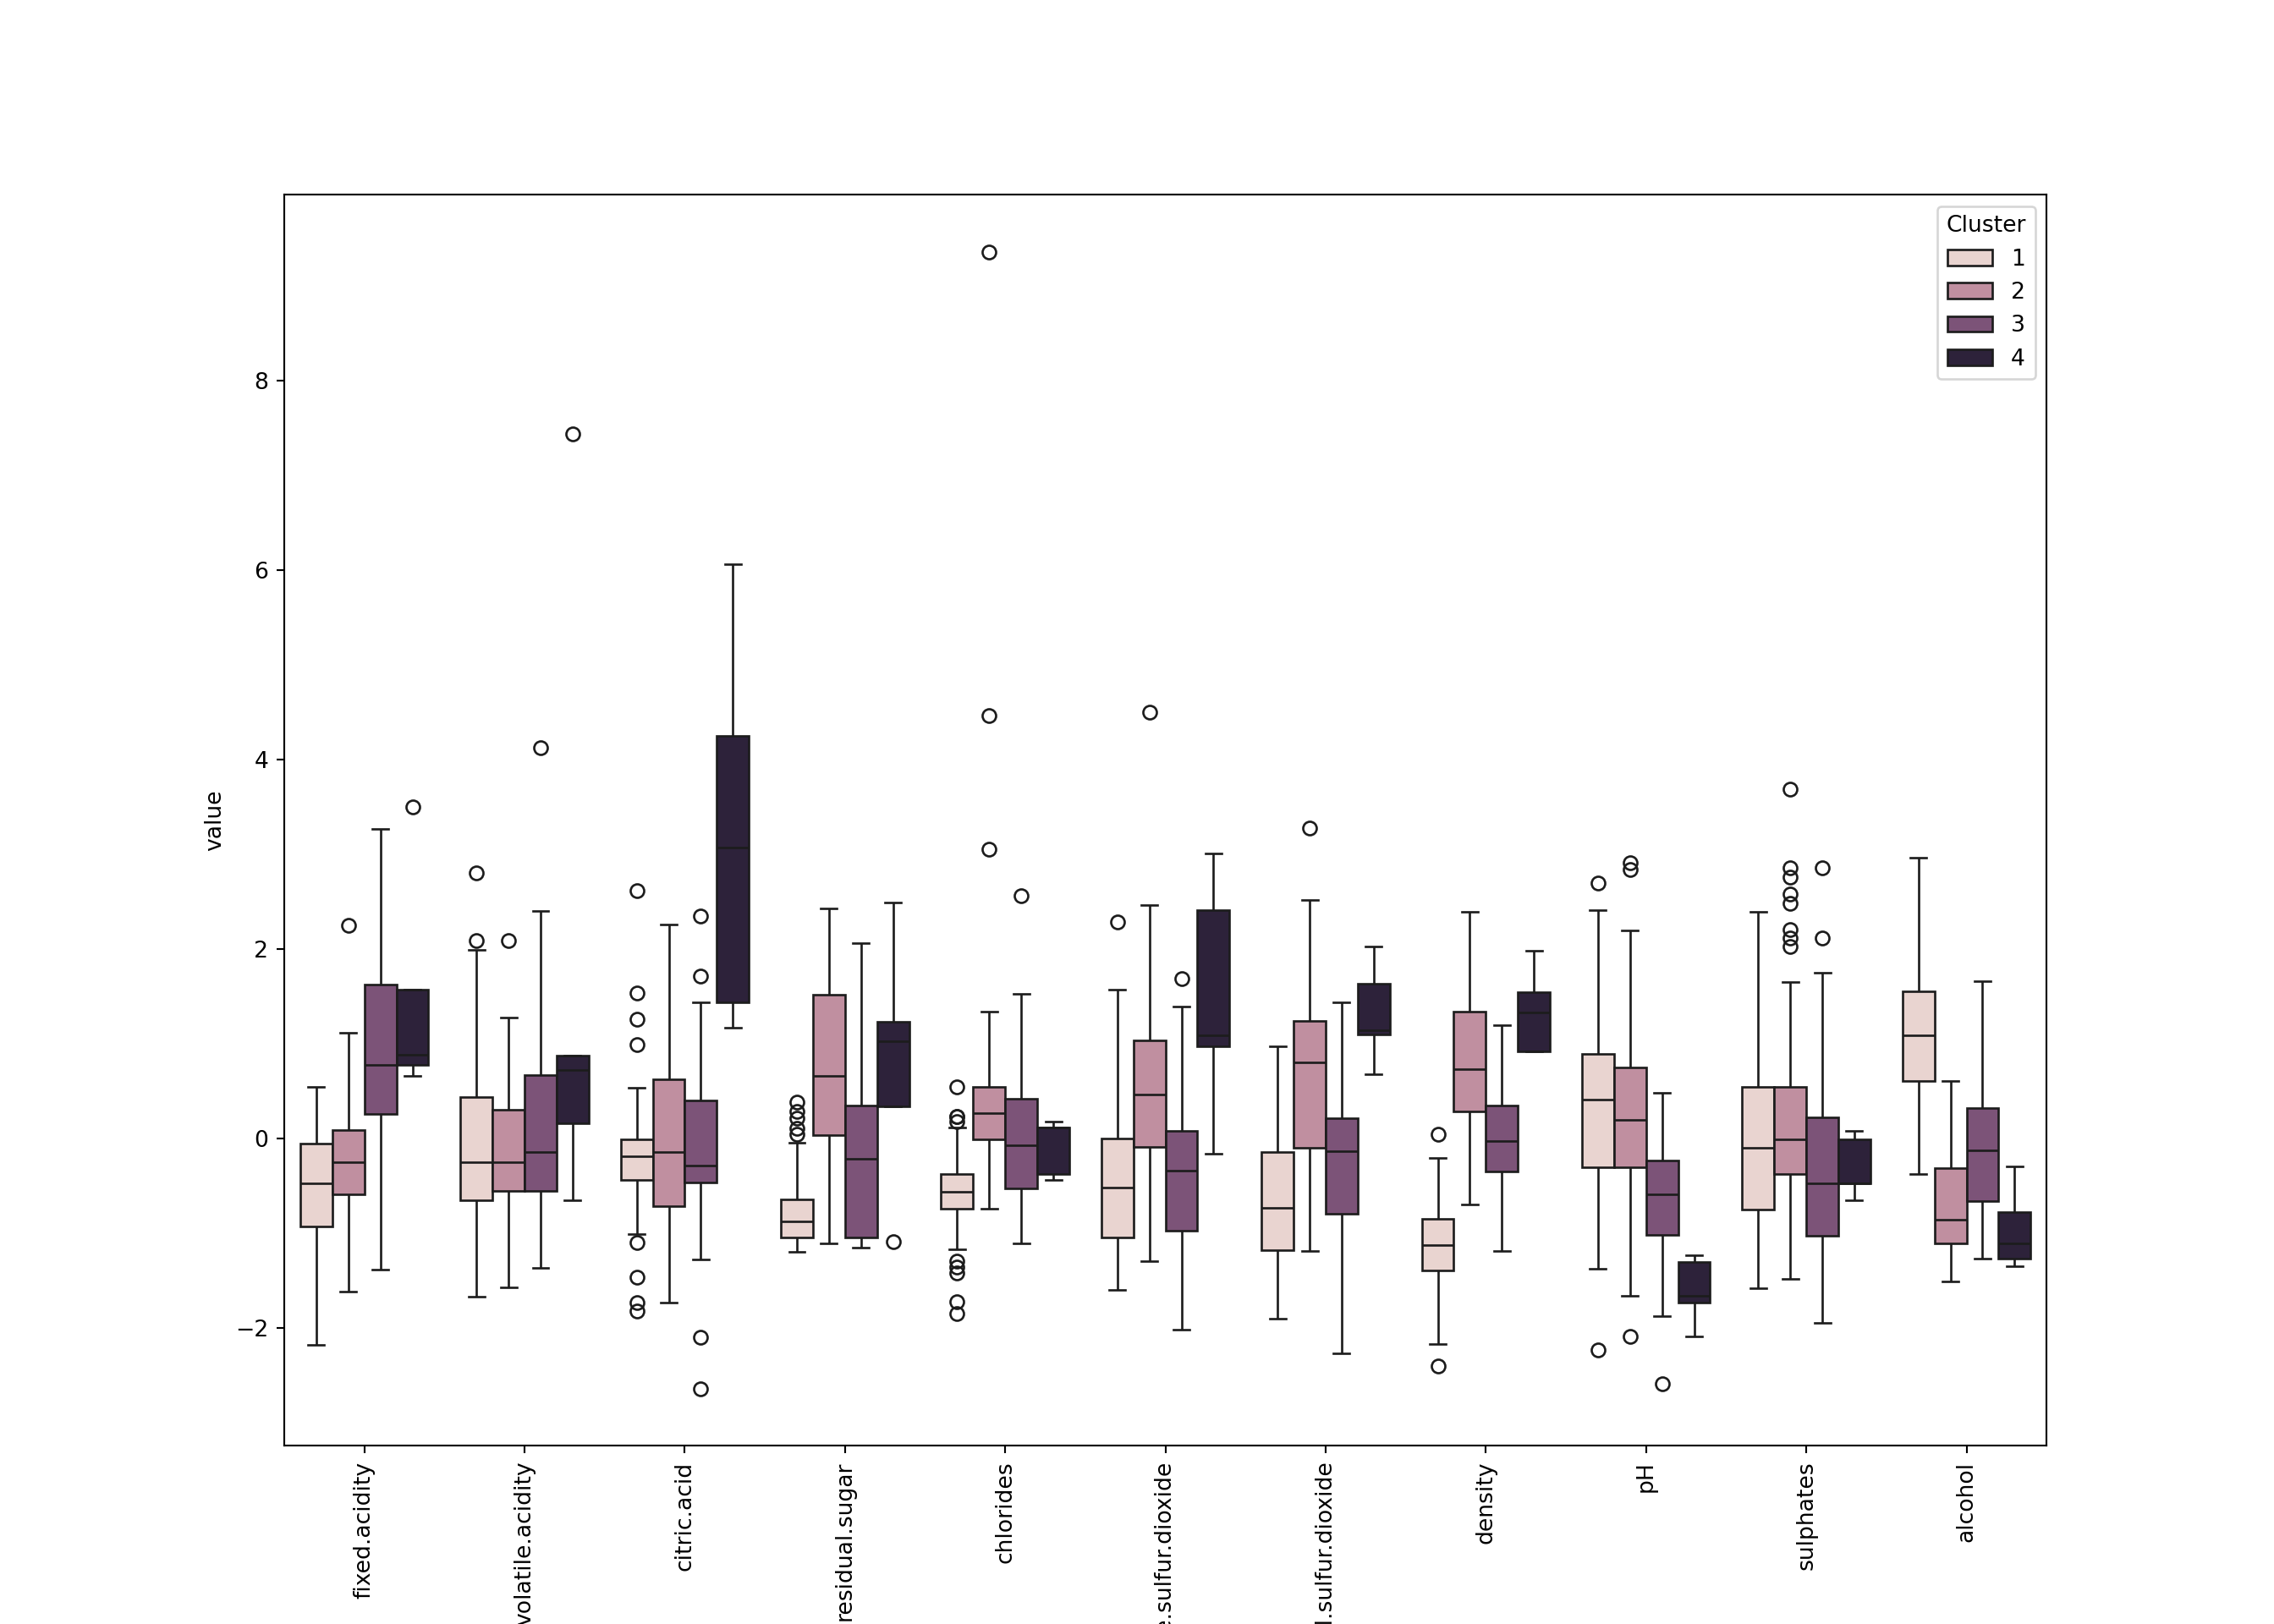 Cluster
1
2
3
4
8
6
4
2
0
−2
value
fixed.acidity
volatile.acidity
citric.acid
residual.sugar
chlorides
.sulfur.dioxide
.sulfur.dioxide
density
pH
sulphates
alcohol